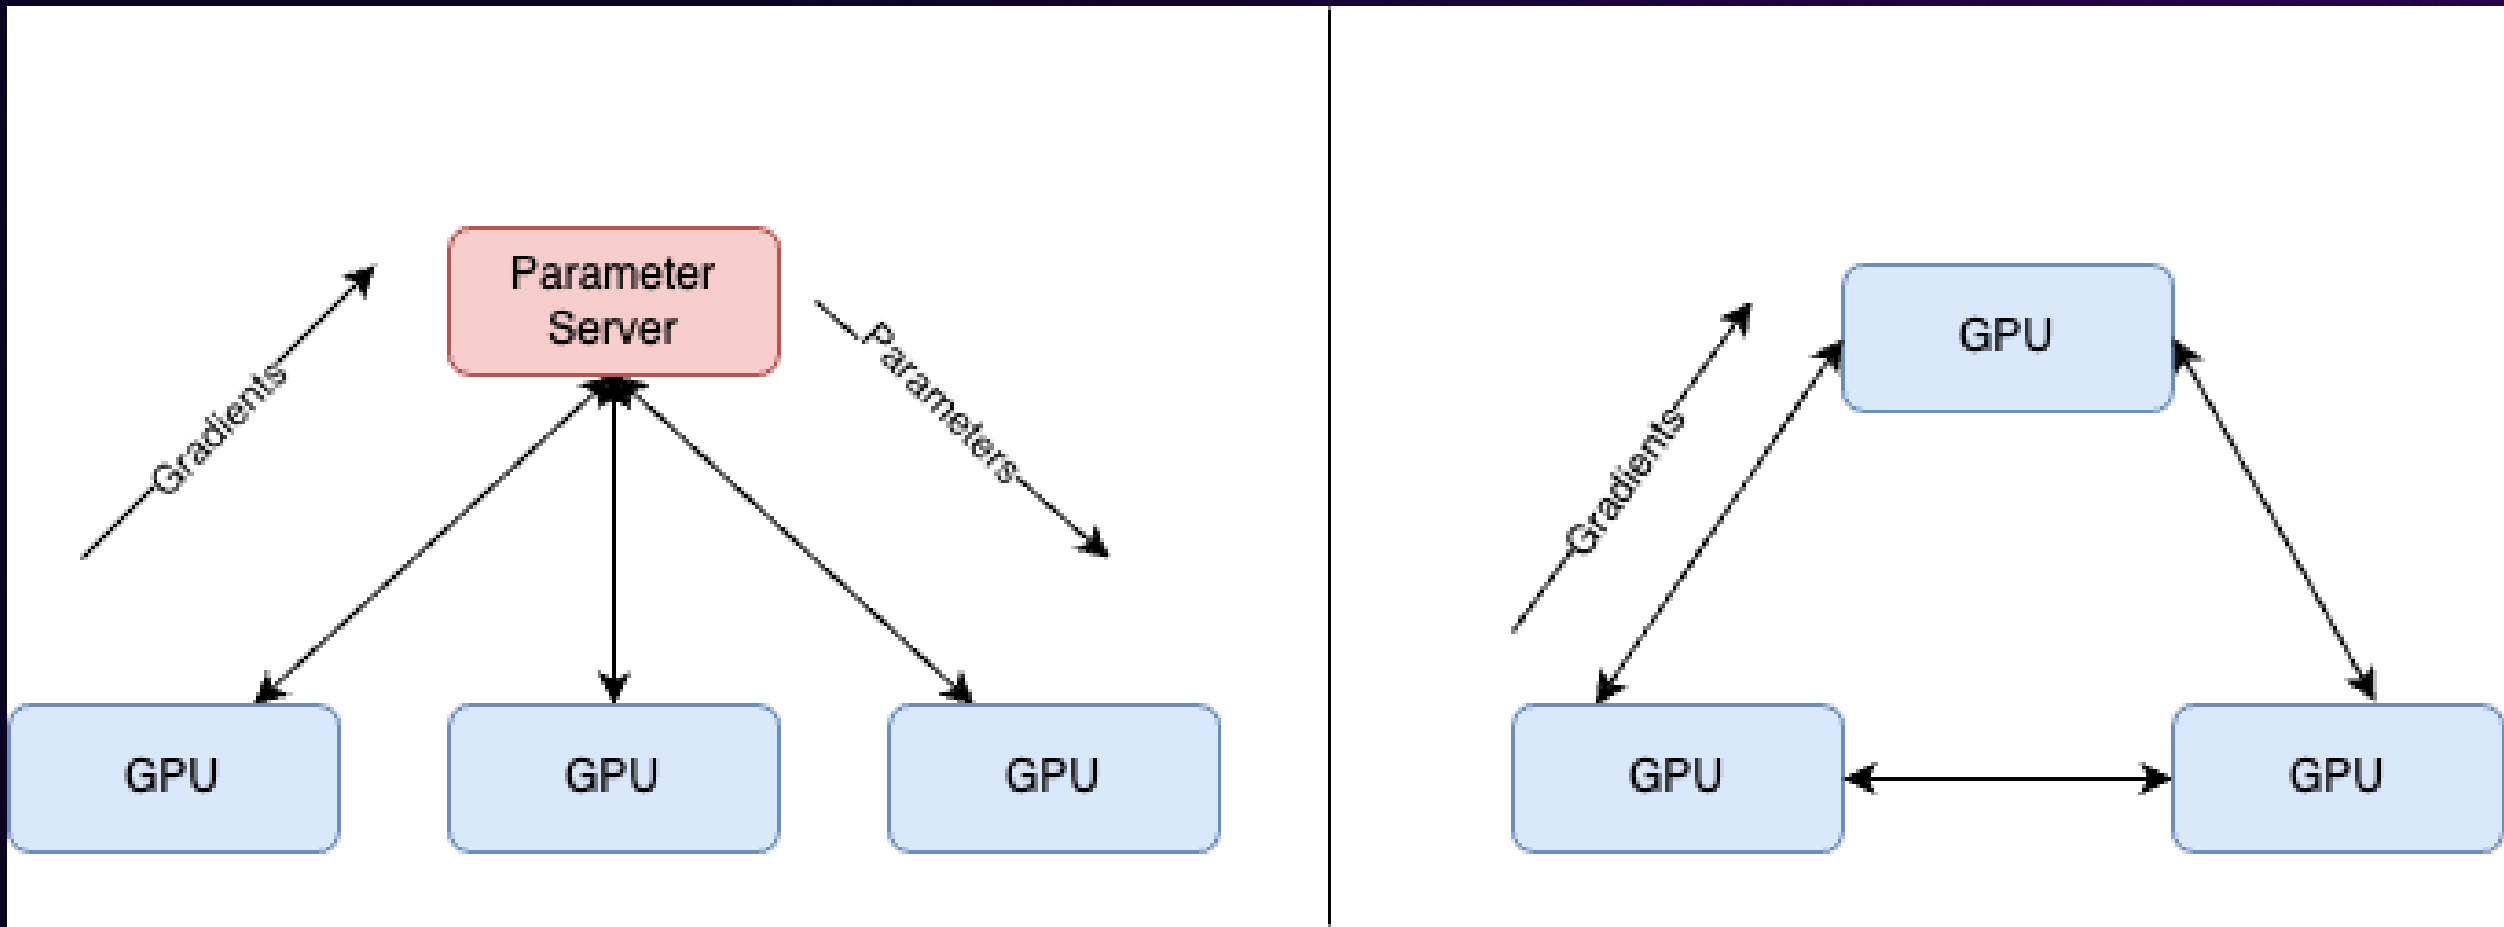 Parameter
Server
Gradients
Parameters
GPU
GPU
GPU
GPU
Gradients
GPU
GPU